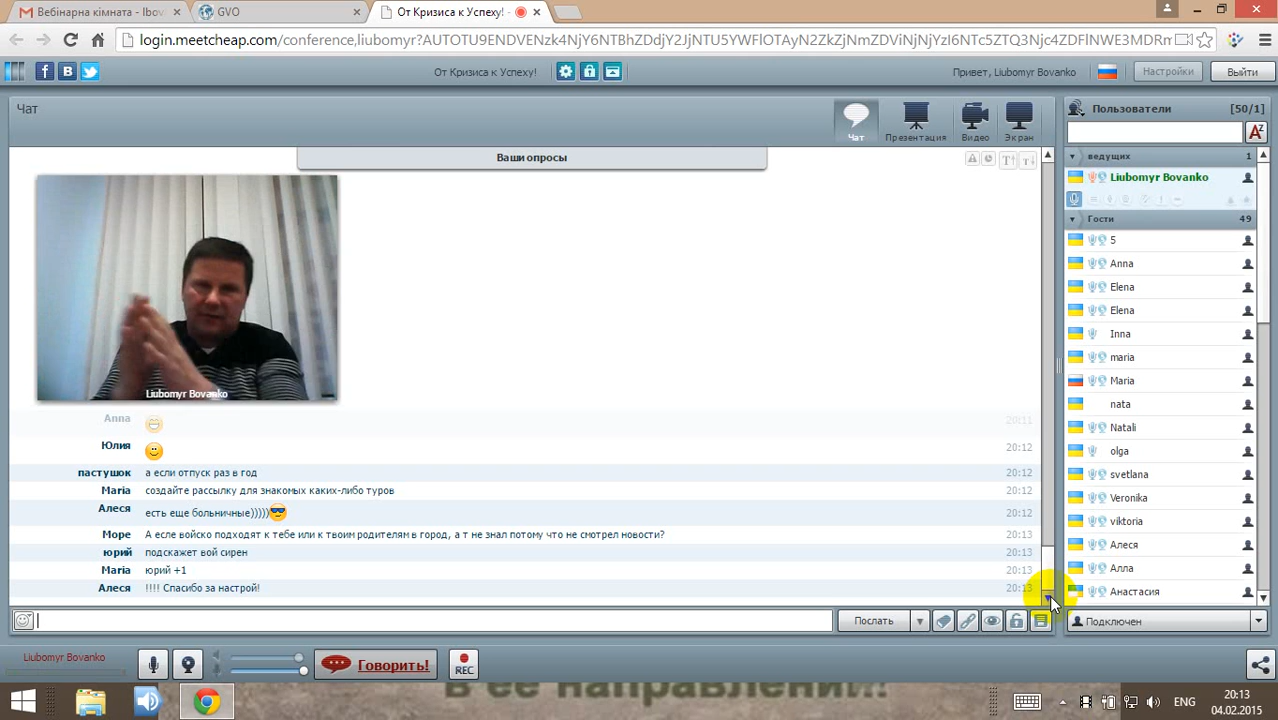 Вебінарна кімната - Ibov
GVO
От Кризиса к Успеху!
login.meetcheap.com/conference,liubomyr?
От Кризиса к Успеху!
Привет, Liubomyr Bovanko
Настройки
Выйти
Чат
Чат
Презентация
Видео
Экран
Пользователи
[50/1]
Ваши опросы
ведущих 1
Liubomyr Bovanko
Гости 49
5
Anna
Elena
Elena
Inna
maria
Maria
nata
Natali
olga
svetlana
Veronika
viktoria
Алеся
Алла
Анастасия
Liubomyr Bovanko
Anna 20:11
Юлия 20:12
пастушок а если отпуск раз в год 20:12
Maria создайте рассылку для знакомых каких-либо туров 20:12
Алеся есть еще больничные))))) 20:12
Море А есле войско подходят к тебе или к твоим родителям в город, а т не знал потому что не смотрел новости? 20:13
юрий подскажет вой сирен 20:13
Maria юрий +1 20:13
Алеся !!!! Спасибо за настрой! 20:13
Послать
Подключен
Liubomyr Bovanko
Говорить!
REC
ENG
20:13
04.02.2015